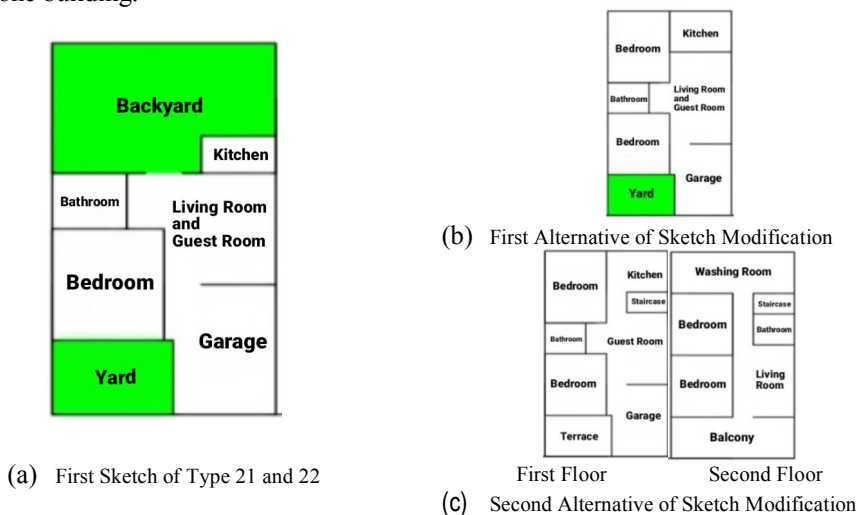 Backyard
Kitchen
Bathroom
Living Room
and
Guest Room
Bedroom
Garage
Yard
(a) First Sketch of Type 21 and 22
Bedroom
Kitchen
Bathroom
Living Room
and
Guest Room
Bedroom
Garage
Yard
(b) First Alternative of Sketch Modification
Bedroom
Kitchen
Staircase
Bathroom
Guest Room
Bedroom
Garage
Terrace
Washing Room
Staircase
Bedroom
Bathroom
Bedroom
Living
Room
Balcony
First Floor
Second Floor
(c) Second Alternative of Sketch Modification